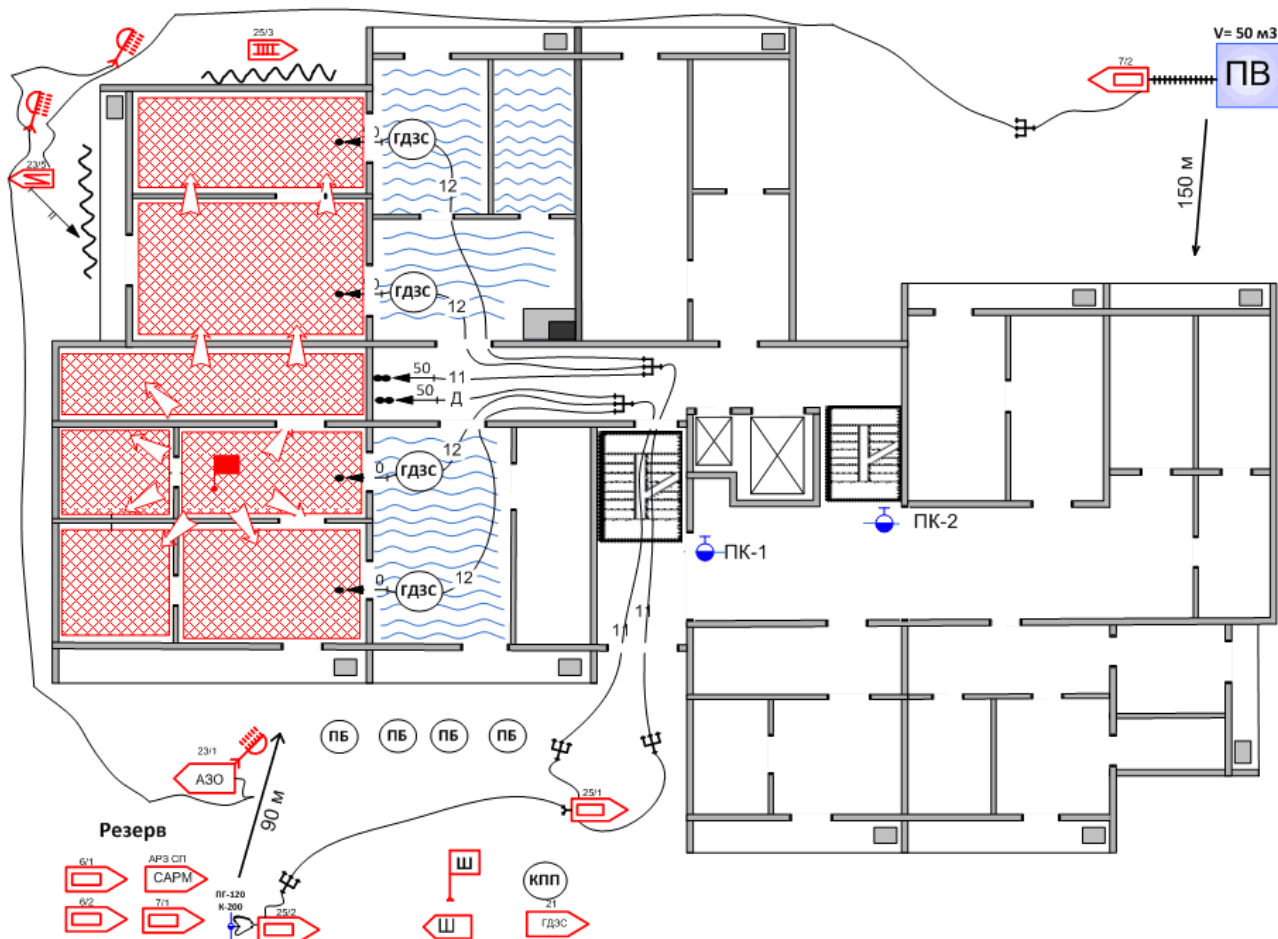 25/3
V= 50 м3
7/2
ПВ
150 м
23/5
ГДЗС
12
ГДЗС
12
50
11
50
Д
12
ГДЗС
ПК-2
ПК-1
12
ГДЗС
11
11
ПБ
ПБ
ПБ
ПБ
23/1
АЗО
90 м
25/1
Резерв
6/1
АРЗ СП
САРМ
Ш
КПП
ПГ-120
К-200
21
6/2
7/1
25/2
Ш
ГДЗС